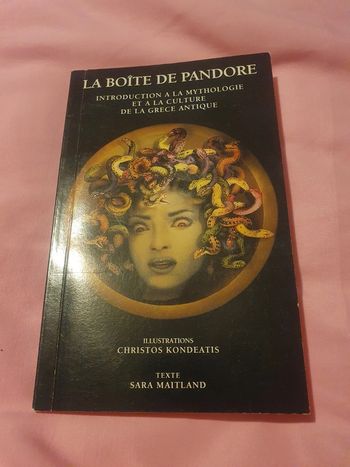 LA BOÎTE DE PANDORE
INTRODUCTION A LA MYTHOLOGIE
ET A LA CULTURE
DE LA GRECE ANTIQUE
ILLUSTRATIONS
CHRISTOS KONDEATIS
TEXTE
SARA MAITLAND